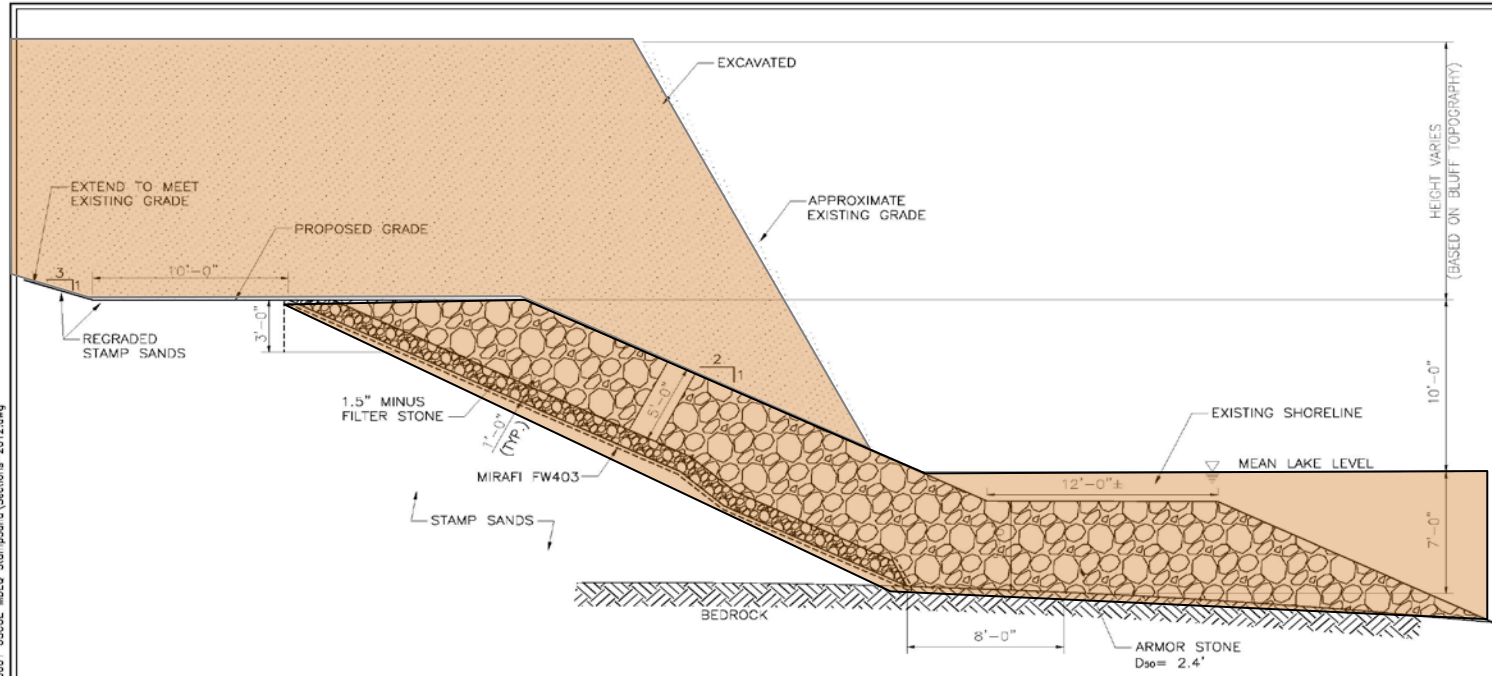 EXCAVATED
HEIGHT VARIES
(BASED ON BLUFF TOPOGRAPHY)
EXTEND TO MEET
EXISTING GRADE
APPROXIMATE
EXISTING GRADE
PROPOSED GRADE
3
1
10'-0"
3'-0"
REGRADED
STAMP SANDS
2
1
10'-0"
1.5" MINUS
FILTER STONE
5'-0"
1'-0"
(TYP.)
EXISTING SHORELINE
MEAN LAKE LEVEL
MIRAFI FW403
12'-0"±
STAMP SANDS
7'-0"
BEDROCK
8'-0"
ARMOR STONE
D50= 2.4'